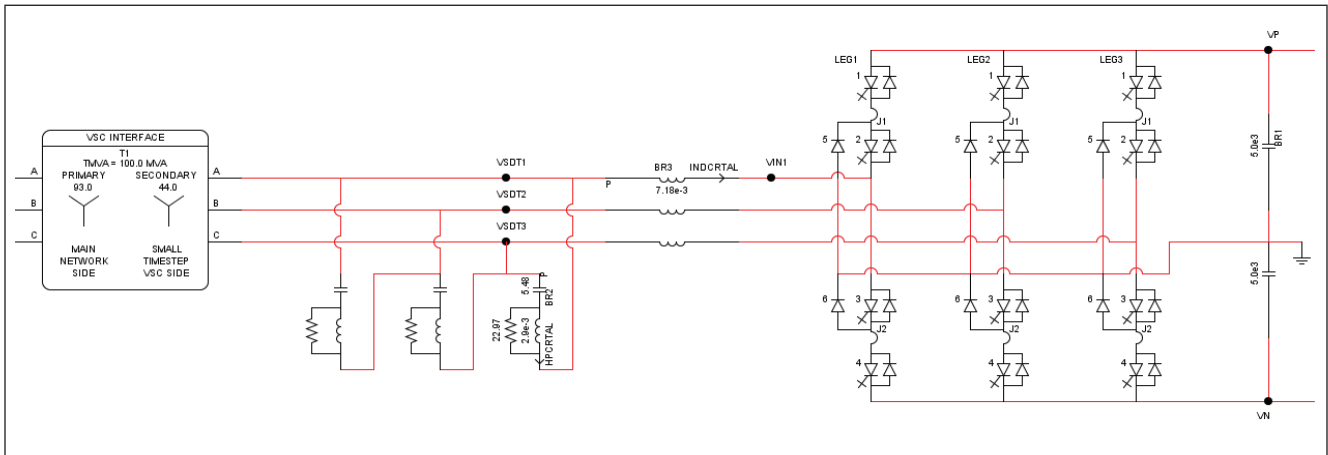 VSC INTERFACE
T1
TMVA = 100.0 MVA
PRIMARY SECONDARY
93.0 44.0
A A
B B
C C
MAIN NETWORK SIDE
SMALL TIMESTEP VSC SIDE
VSDT1
VSDT2
VSDT3
P
5.48
BR2
22.97
2.9e-3
HPCRTAL
BR3
INDCRTAL
P
7.18e-3
VIN1
LEG1
1
J1
5
2
6
3
J2
4
LEG2
1
J1
5
2
6
3
J2
4
LEG3
1
J1
5
2
6
3
J2
4
VP
5.0e3
BR1
5.0e3
VN